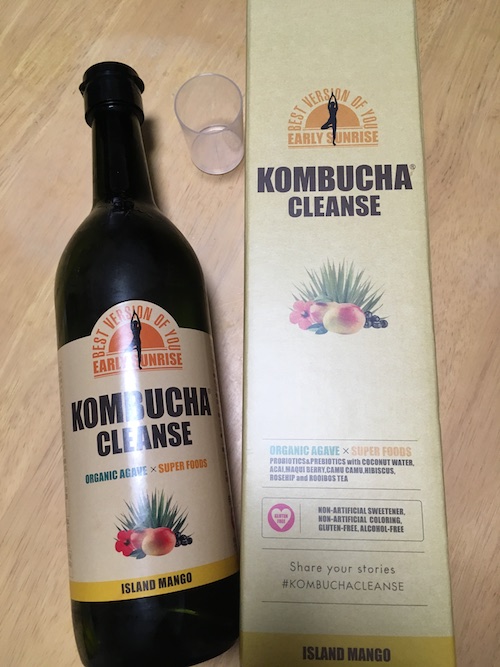 BEST VERSION OF YOU
EARLY SUNRISE
KOMBUCHA
CLEANSE
ORGANIC AGAVE × SUPER FOODS
ISLAND MANGO
BEST VERSION OF YOU
EARLY SUNRISE
KOMBUCHA®
CLEANSE
ORGANIC AGAVE × SUPER FOODS
PROBIOTICS&PREBIOTICS with COCONUT WATER,
ACAI,MAQUI BERRY,CAMU CAMU,HIBISCUS,
ROSEHIP and ROOIBOS TEA
GLUTEN
FREE
NON-ARTIFICIAL SWEETENER,
NON-ARTIFICIAL COLORING,
GLUTEN-FREE, ALCOHOL-FREE
Share your stories
#KOMBUCHACLEANSE
ISLAND MANGO